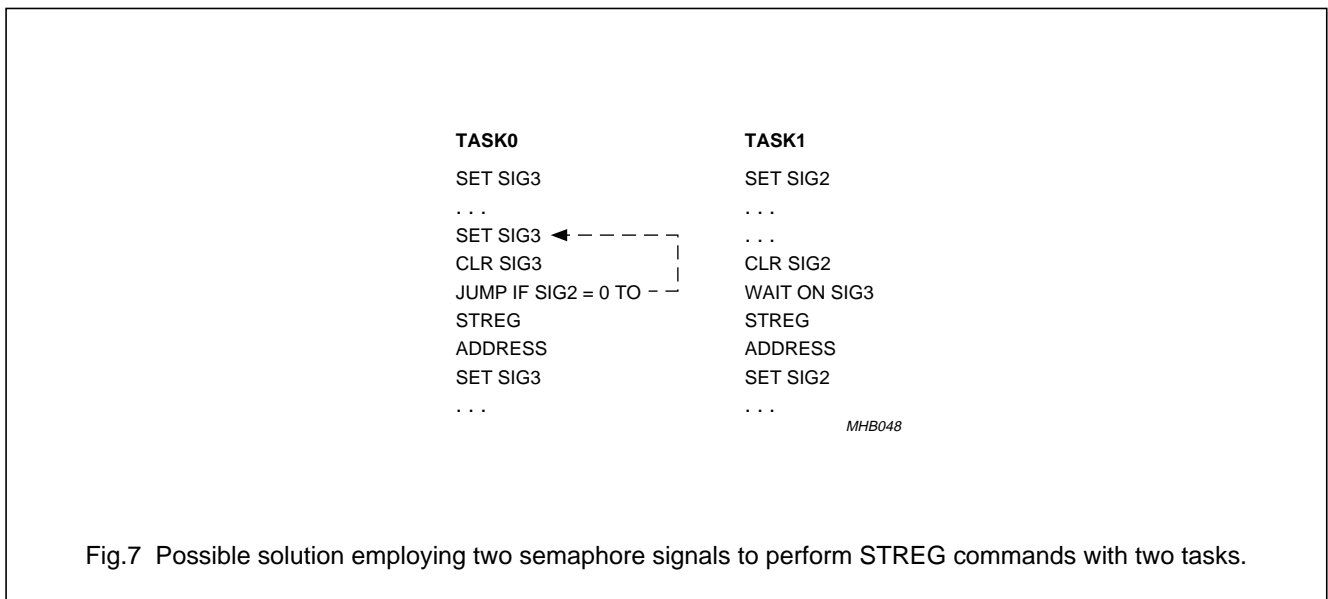 TASK0 TASK1
SET SIG3 SET SIG2
. . . . . .
SET SIG3 . . .
CLR SIG3 CLR SIG2
JUMP IF SIG2 = 0 TO WAIT ON SIG3
STREG STREG
ADDRESS ADDRESS
SET SIG3 SET SIG2
. . . . . .
MHB048
Fig.7 Possible solution employing two semaphore signals to perform STREG commands with two tasks.